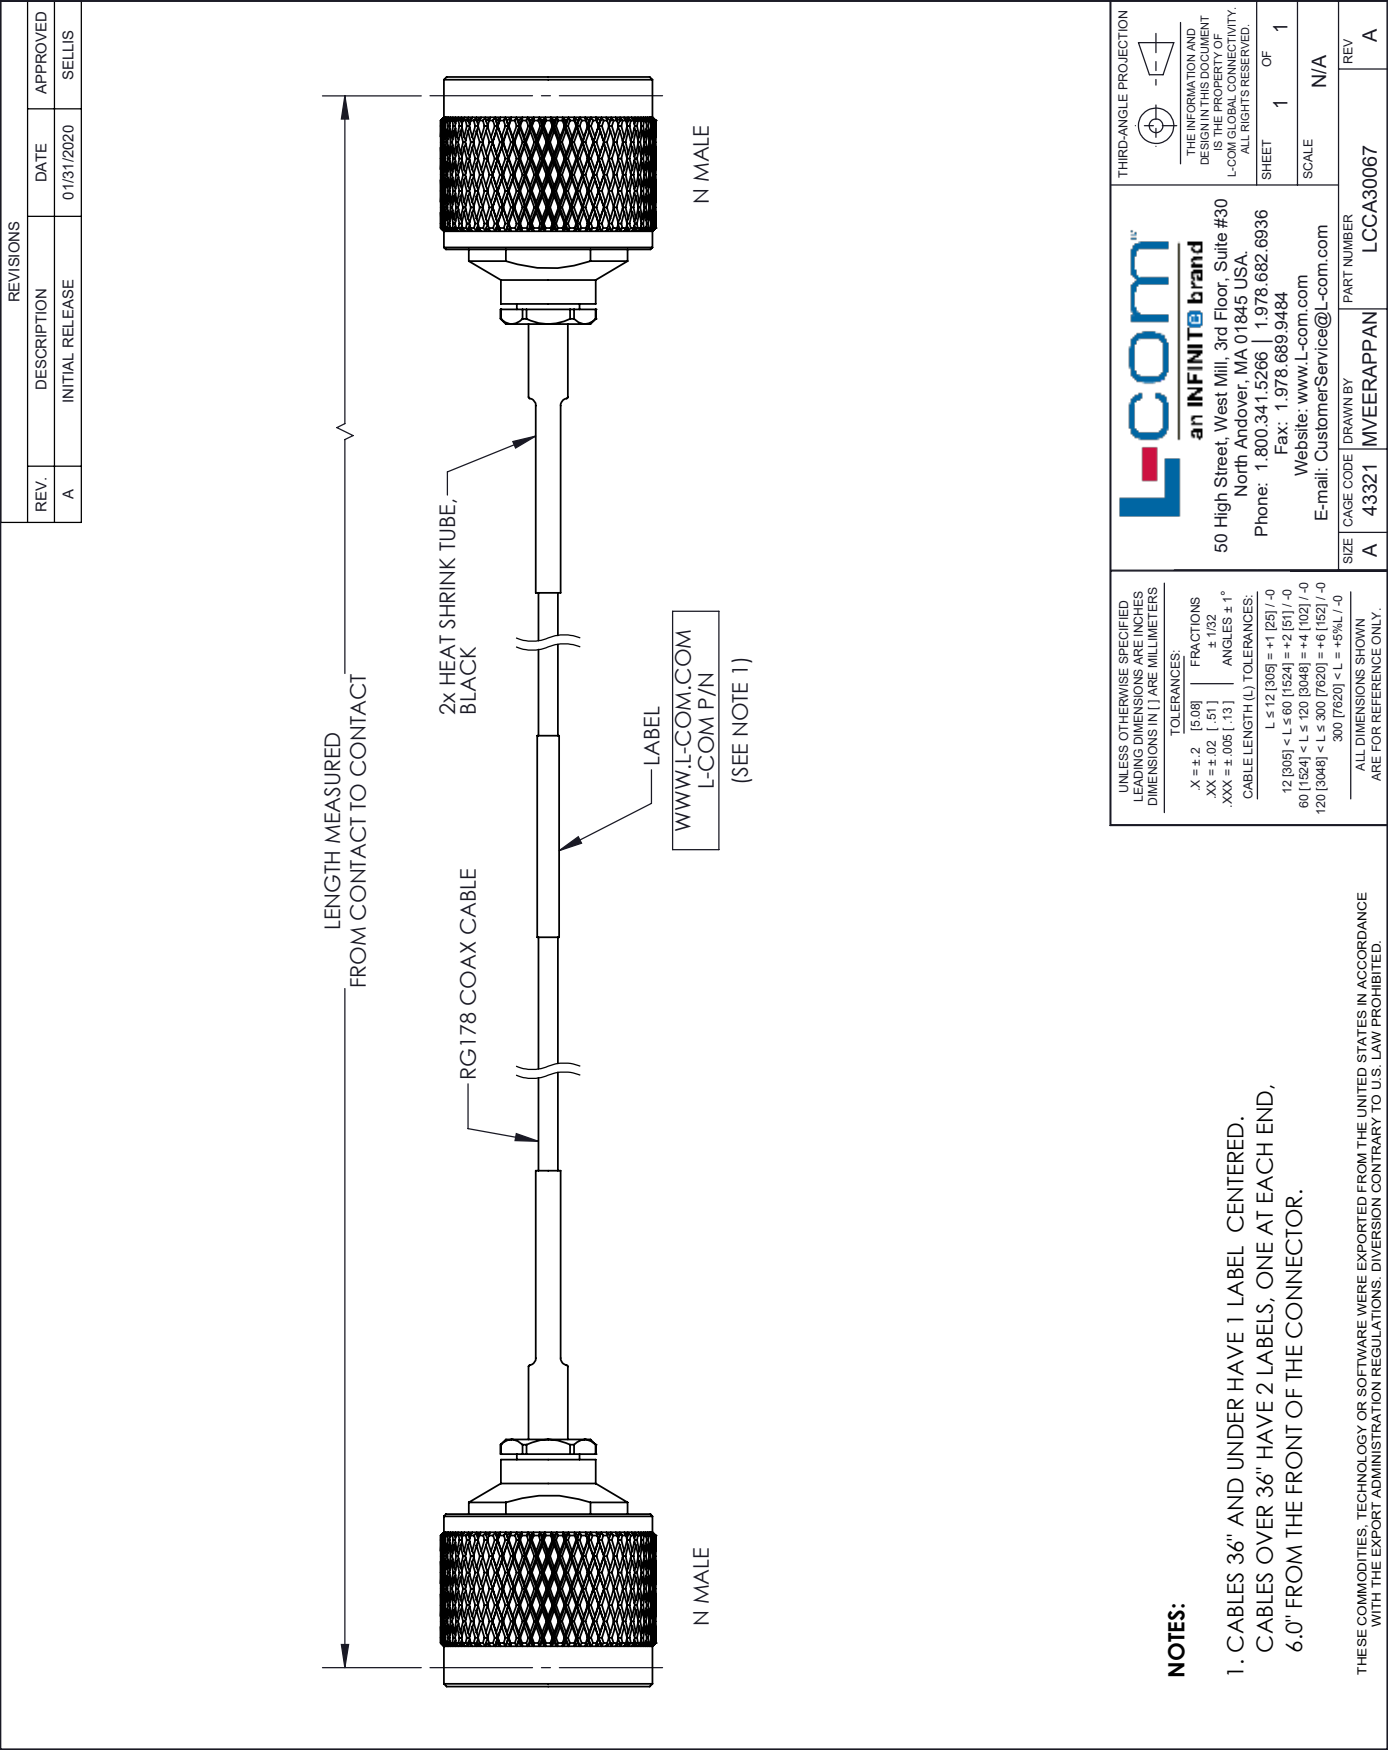 REVISIONS
REV. DESCRIPTION DATE APPROVED
A INITIAL RELEASE 01/31/2020 SELLIS
LENGTH MEASURED
FROM CONTACT TO CONTACT
RG178 COAX CABLE
2x HEAT SHRINK TUBE,
BLACK
LABEL
WWW.L-COM.COM
L-COM P/N
(SEE NOTE 1)
N MALE
N MALE
NOTES:
1. CABLES 36" AND UNDER HAVE 1 LABEL CENTERED.
CABLES OVER 36" HAVE 2 LABELS, ONE AT EACH END,
6.0" FROM THE FRONT OF THE CONNECTOR.
THESE COMMODITIES, TECHNOLOGY OR SOFTWARE WERE EXPORTED FROM THE UNITED STATES IN ACCORDANCE
WITH THE EXPORT ADMINISTRATION REGULATIONS. DIVERSION CONTRARY TO U.S. LAW PROHIBITED.
UNLESS OTHERWISE SPECIFIED
LEADING DIMENSIONS ARE INCHES
DIMENSIONS IN [ ] ARE MILLIMETERS
TOLERANCES:
.X = ± .2 [5.08] FRACTIONS
.XX = ± .02 [ .51] ± 1/32
.XXX = ± .005 [ .13 ] ANGLES ± 1°
CABLE LENGTH (L) TOLERANCES:
L ≤ 12 [305] = +1 [25] / -0
12 [305] < L ≤ 60 [1524] = +2 [51] / -0
60 [1524] < L ≤ 120 [3048] = +4 [102] / -0
120 [3048] < L ≤ 300 [7620] = +6 [152] / -0
300 [7620] < L = +5%L / -0
ALL DIMENSIONS SHOWN
ARE FOR REFERENCE ONLY.
L-com
an INFINITe brand
50 High Street, West Mill, 3rd Floor, Suite #30
North Andover, MA 01845 USA.
Phone: 1.800.341.5266 | 1.978.682.6936
Fax: 1.978.689.9484
Website: www.L-com.com
E-mail: CustomerService@L-com.com
THIRD-ANGLE PROJECTION
THE INFORMATION AND
DESIGN IN THIS DOCUMENT
IS THE PROPERTY OF
L-COM GLOBAL CONNECTIVITY.
ALL RIGHTS RESERVED.
SHEET 1 OF 1
SCALE N/A
SIZE A
CAGE CODE 43321
DRAWN BY MVEERAPPAN
PART NUMBER LCCA30067
REV A